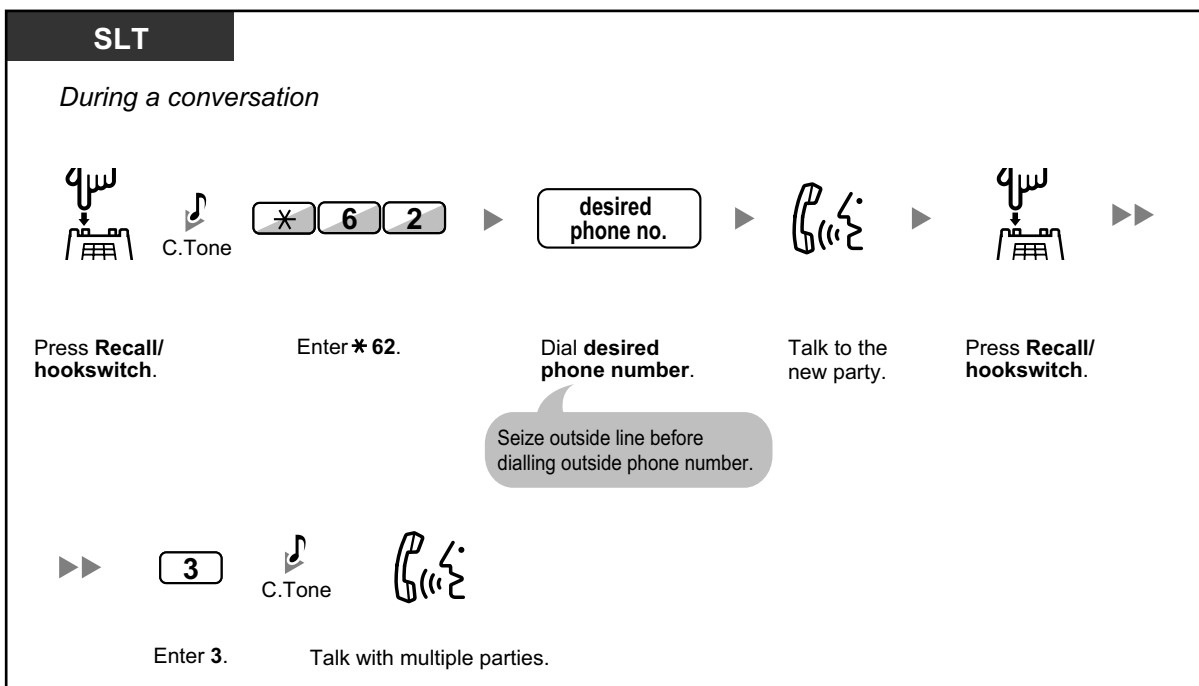 SLT
During a conversation
C.Tone
* 6 2
desired
phone no.
Press Recall/
hookswitch.
Enter * 62.
Dial desired
phone number.
Talk to the
new party.
Press Recall/
hookswitch.
Seize outside line before
dialling outside phone number.
3
C.Tone
Enter 3.
Talk with multiple parties.